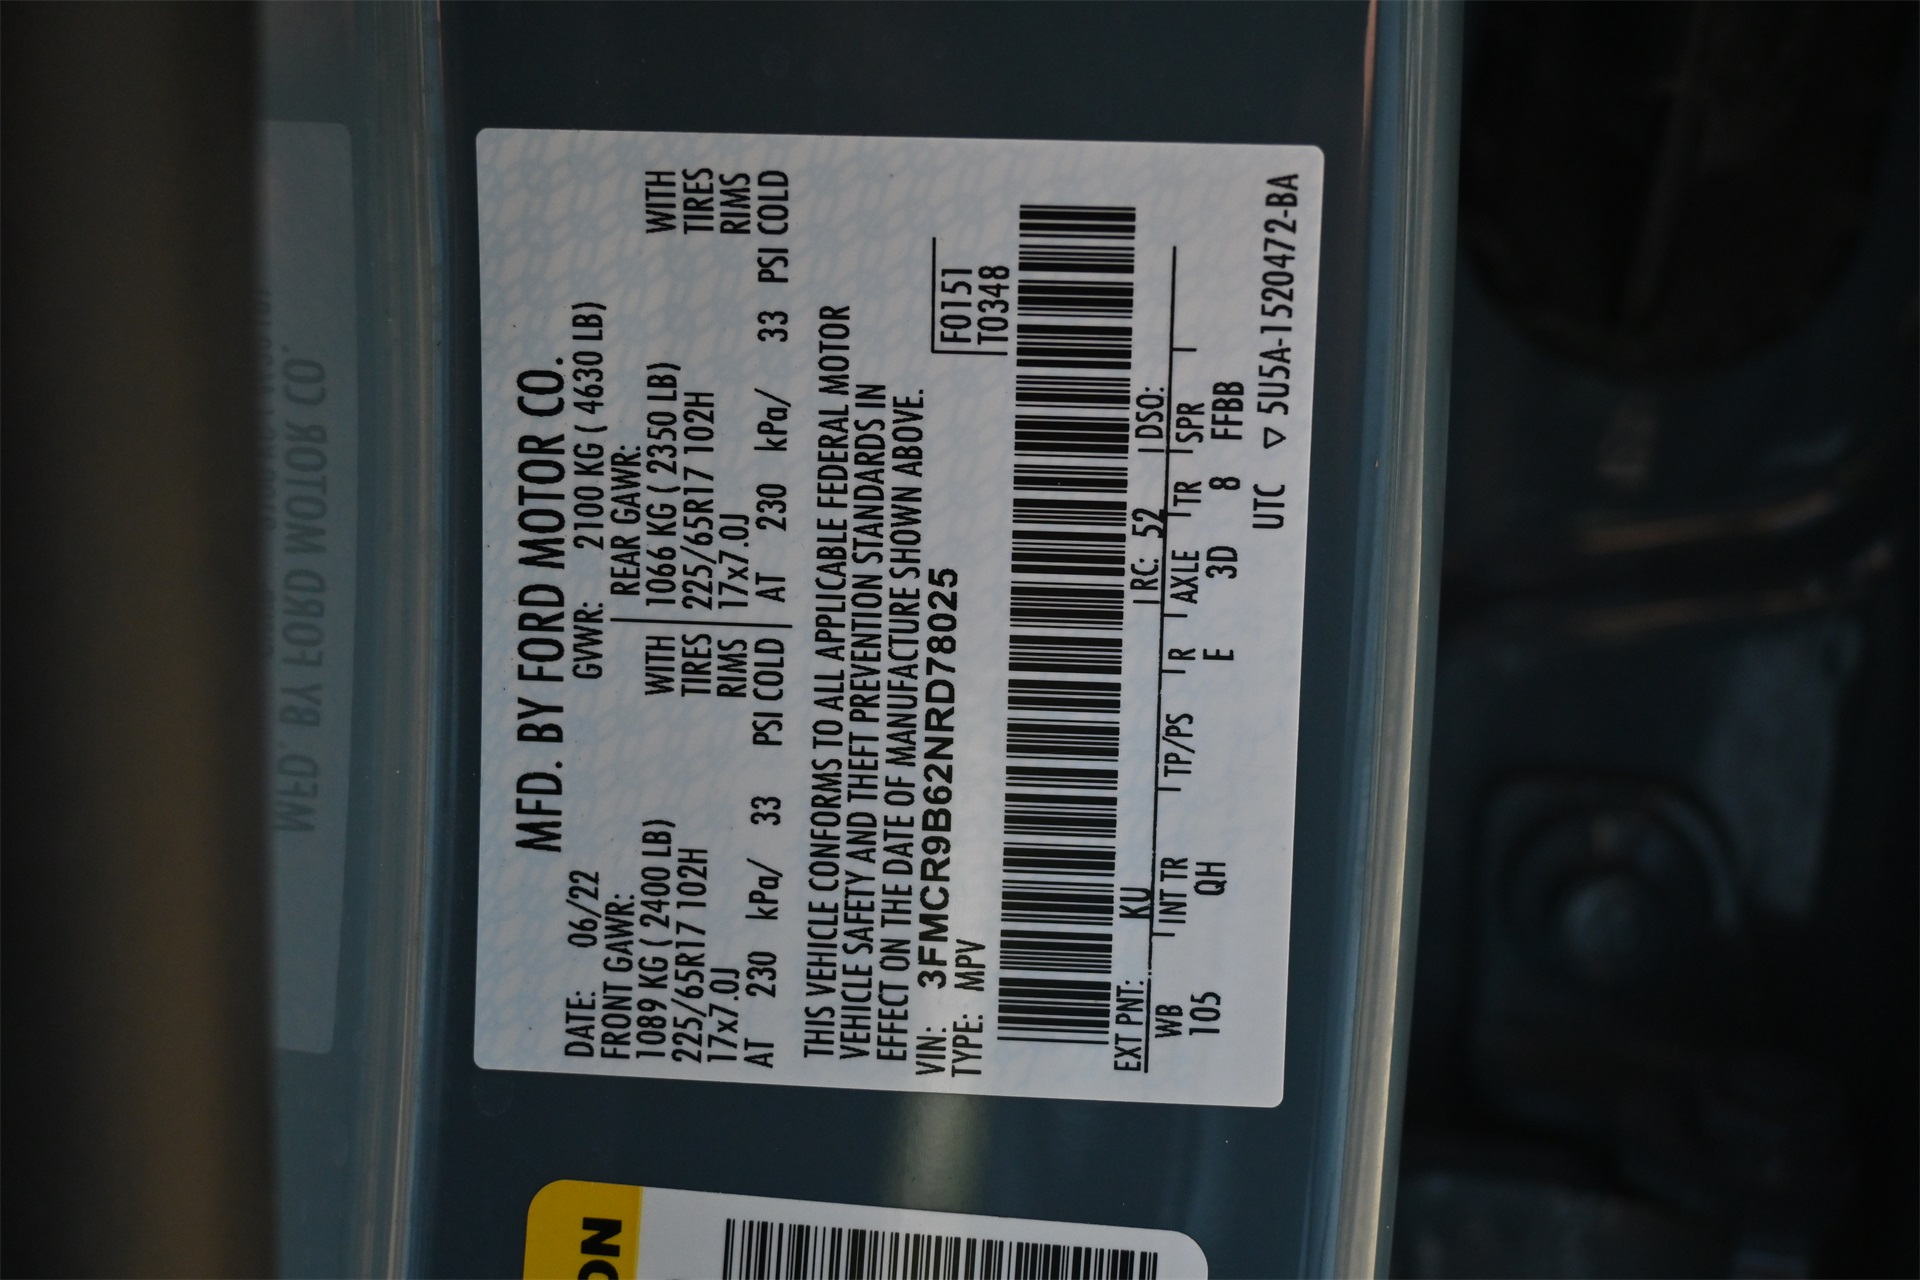 MFD. BY FORD MOTOR CO.
DATE: 06/22 GVWR: 2100 KG ( 4630 LB)
FRONT GAWR: REAR GAWR:
1089 KG ( 2400 LB) WITH 1066 KG ( 2350 LB) WITH
225/65R17 102H TIRES 225/65R17 102H TIRES
17x7.0J RIMS 17x7.0J RIMS
AT 230 kPa/ 33 PSI COLD AT 230 kPa/ 33 PSI COLD
THIS VEHICLE CONFORMS TO ALL APPLICABLE FEDERAL MOTOR
VEHICLE SAFETY AND THEFT PREVENTION STANDARDS IN
EFFECT ON THE DATE OF MANUFACTURE SHOWN ABOVE.
VIN: 3FMCR9B62NRD78025 F0151
TYPE: MPV T0348
EXT PNT: KU RC: 52 DSO:
WB INT TR TP/PS R AXLE TR SPR
105 QH E 3D 8 FFBB
UTC ▽ 5U5A-1520472-BA
MFD. BY FORD MOTOR CO.
ON